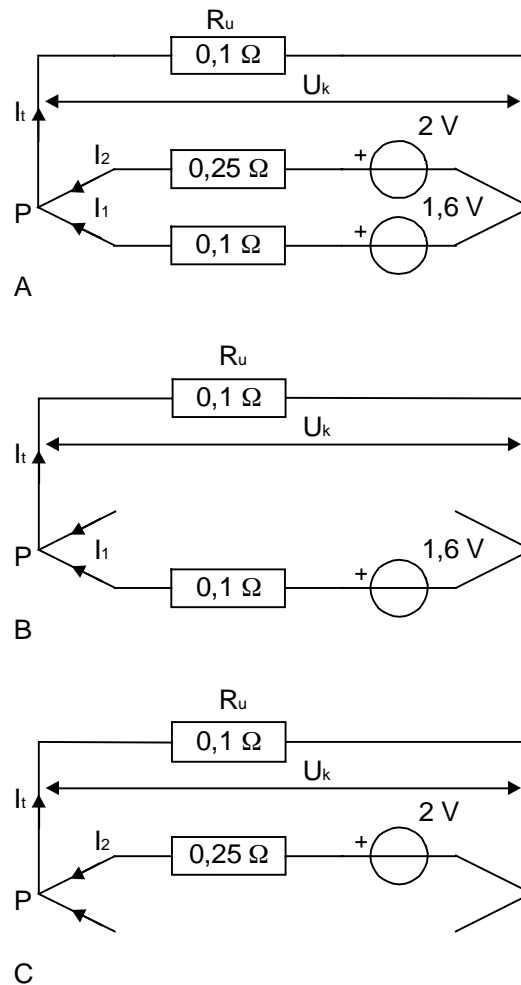 Ru
0,1 Ω
It
Uk
2 V
I2
+
0,25 Ω
P
I1
1,6 V
+
0,1 Ω
A
Ru
0,1 Ω
It
Uk
P
I1
1,6 V
+
0,1 Ω
B
Ru
0,1 Ω
It
Uk
2 V
I2
+
0,25 Ω
P
C